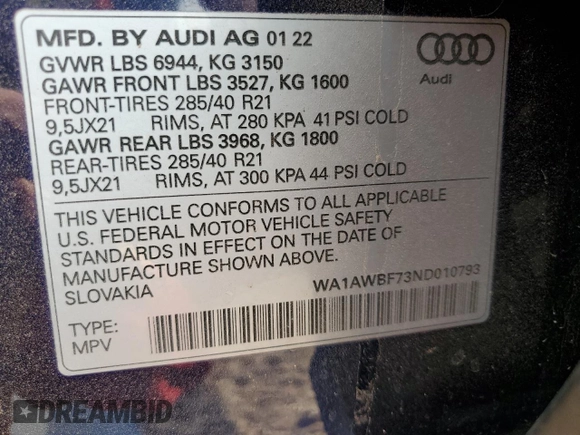 MFD. BY AUDI AG 01 22
GVWR LBS 6944, KG 3150
GAWR FRONT LBS 3527, KG 1600
FRONT-TIRES 285/40 R21
9,5JX21 RIMS, AT 280 KPA 41 PSI COLD
GAWR REAR LBS 3968, KG 1800
REAR-TIRES 285/40 R21
9,5JX21 RIMS, AT 300 KPA 44 PSI COLD
Audi
THIS VEHICLE CONFORMS TO ALL APPLICABLE
U.S. FEDERAL MOTOR VEHICLE SAFETY
STANDARDS IN EFFECT ON THE DATE OF
MANUFACTURE SHOWN ABOVE.
SLOVAKIA
WA1AWBF73ND010793
TYPE:
MPV
DREAMBID